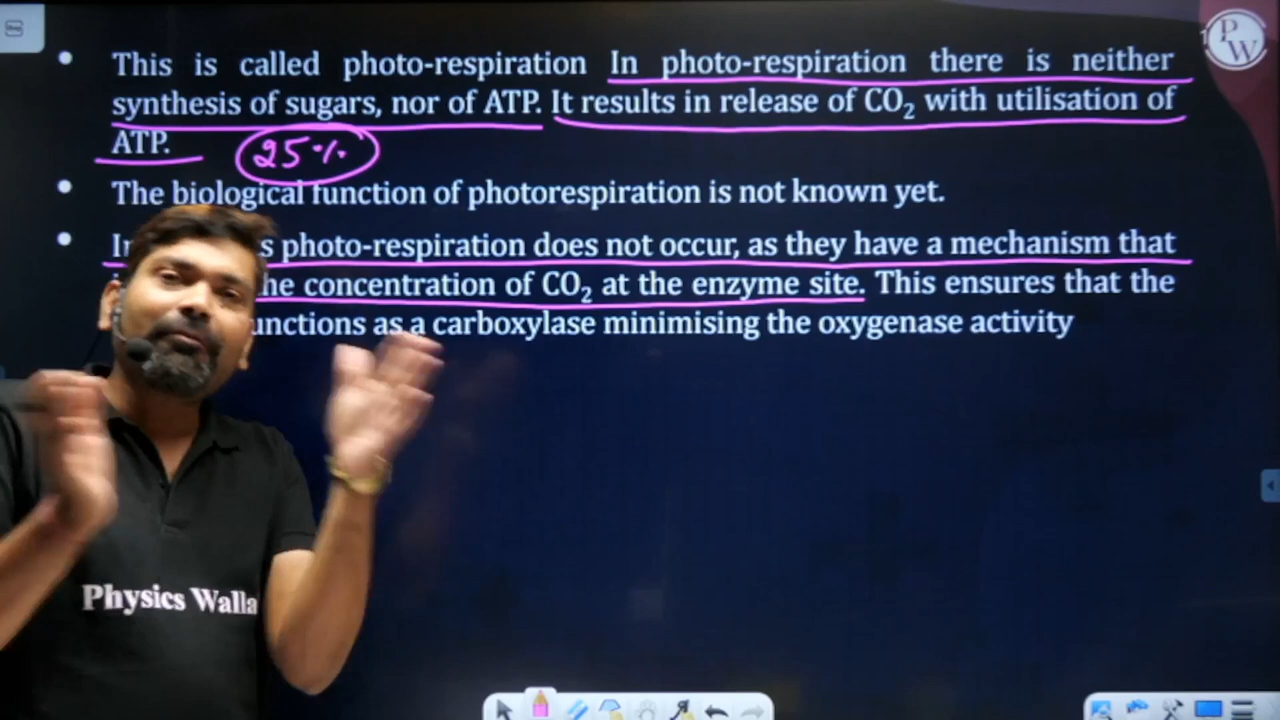 This is called photo-respiration In photo-respiration there is neither
synthesis of sugars, nor of ATP. It results in release of CO₂ with utilisation of
ATP. 25%
The biological function of photorespiration is not known yet.
photo-respiration does not occur, as they have a mechanism that
concentration of CO₂ at the enzyme site. This ensures that the
as a carboxylase minimising the oxygenase activity
Physics Walla
PW